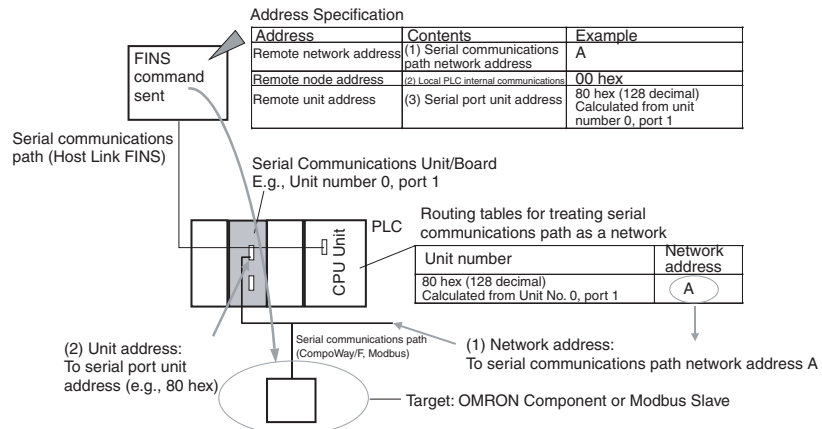 Address Specification
Address Contents Example
Remote network address (1) Serial communications path network address A
Remote node address (2) Local PLC internal communications 00 hex
Remote unit address (3) Serial port unit address 80 hex (128 decimal)
Calculated from unit
number 0, port 1
FINS
command
sent
Serial communications
path (Host Link FINS)
Serial Communications Unit/Board
E.g., Unit number 0, port 1
PLC
CPU Unit
Routing tables for treating serial
communications path as a network
Unit number Network address
80 hex (128 decimal)
Calculated from Unit No. 0, port 1
A
(2) Unit address:
To serial port unit
address (e.g., 80 hex)
Serial communications path
(CompoWay/F, Modbus)
(1) Network address:
To serial communications path network address A
Target: OMRON Component or Modbus Slave